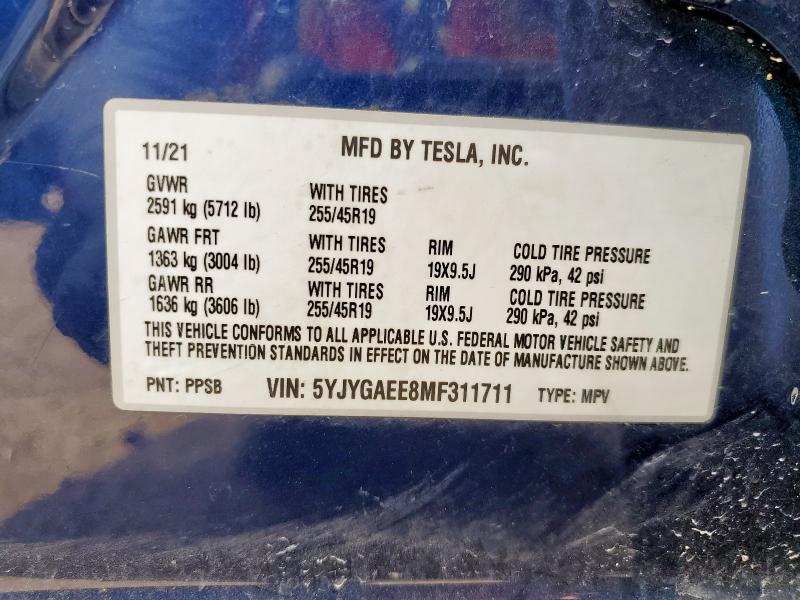 11/21 MFD BY TESLA, INC.
GVWR WITH TIRES
2591 kg (5712 lb) 255/45R19
GAWR FRT WITH TIRES RIM COLD TIRE PRESSURE
1363 kg (3004 lb) 255/45R19 19X9.5J 290 kPa, 42 psi
GAWR RR WITH TIRES RIM COLD TIRE PRESSURE
1636 kg (3606 lb) 255/45R19 19X9.5J 290 kPa, 42 psi
THIS VEHICLE CONFORMS TO ALL APPLICABLE U.S. FEDERAL MOTOR VEHICLE SAFETY AND
THEFT PREVENTION STANDARDS IN EFFECT ON THE DATE OF MANUFACTURE SHOWN ABOVE.
PNT: PPSB VIN: 5YJYGAEE8MF311711 TYPE: MPV